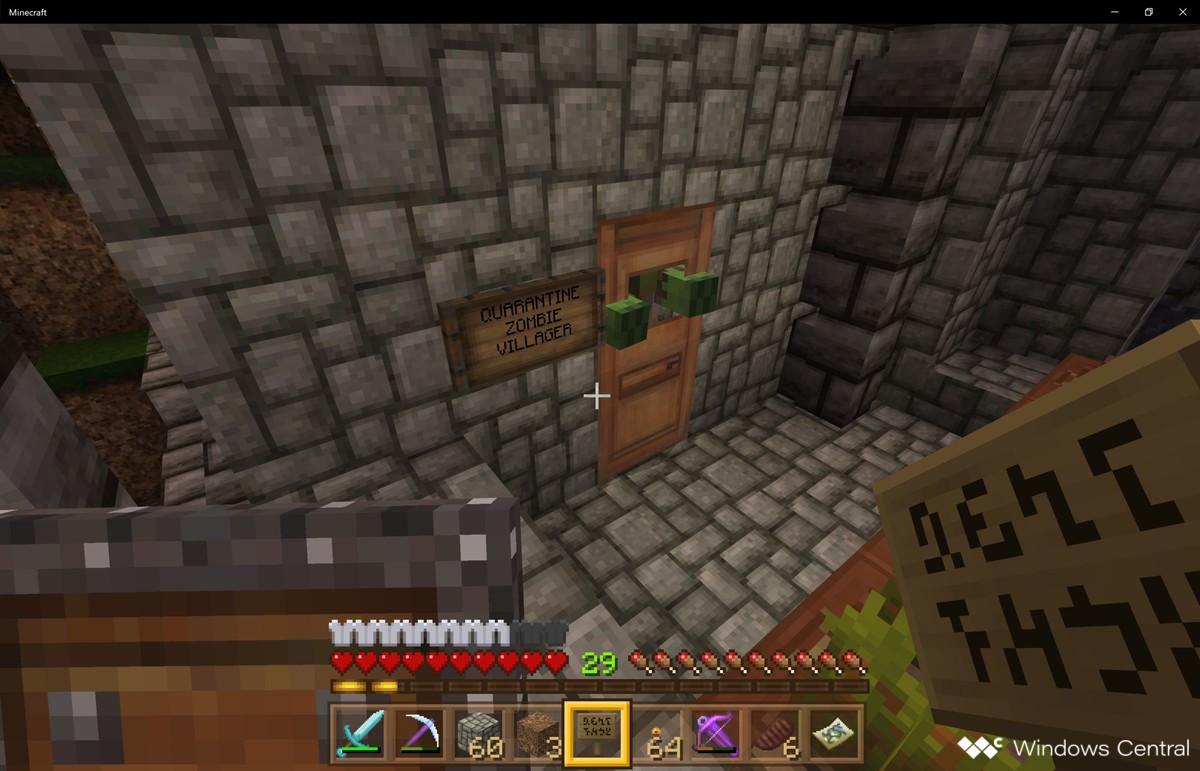 Minecraft
QUARANTINE
ZOMBIE
VILLAGER
29
60
3
64
6
Windows Central